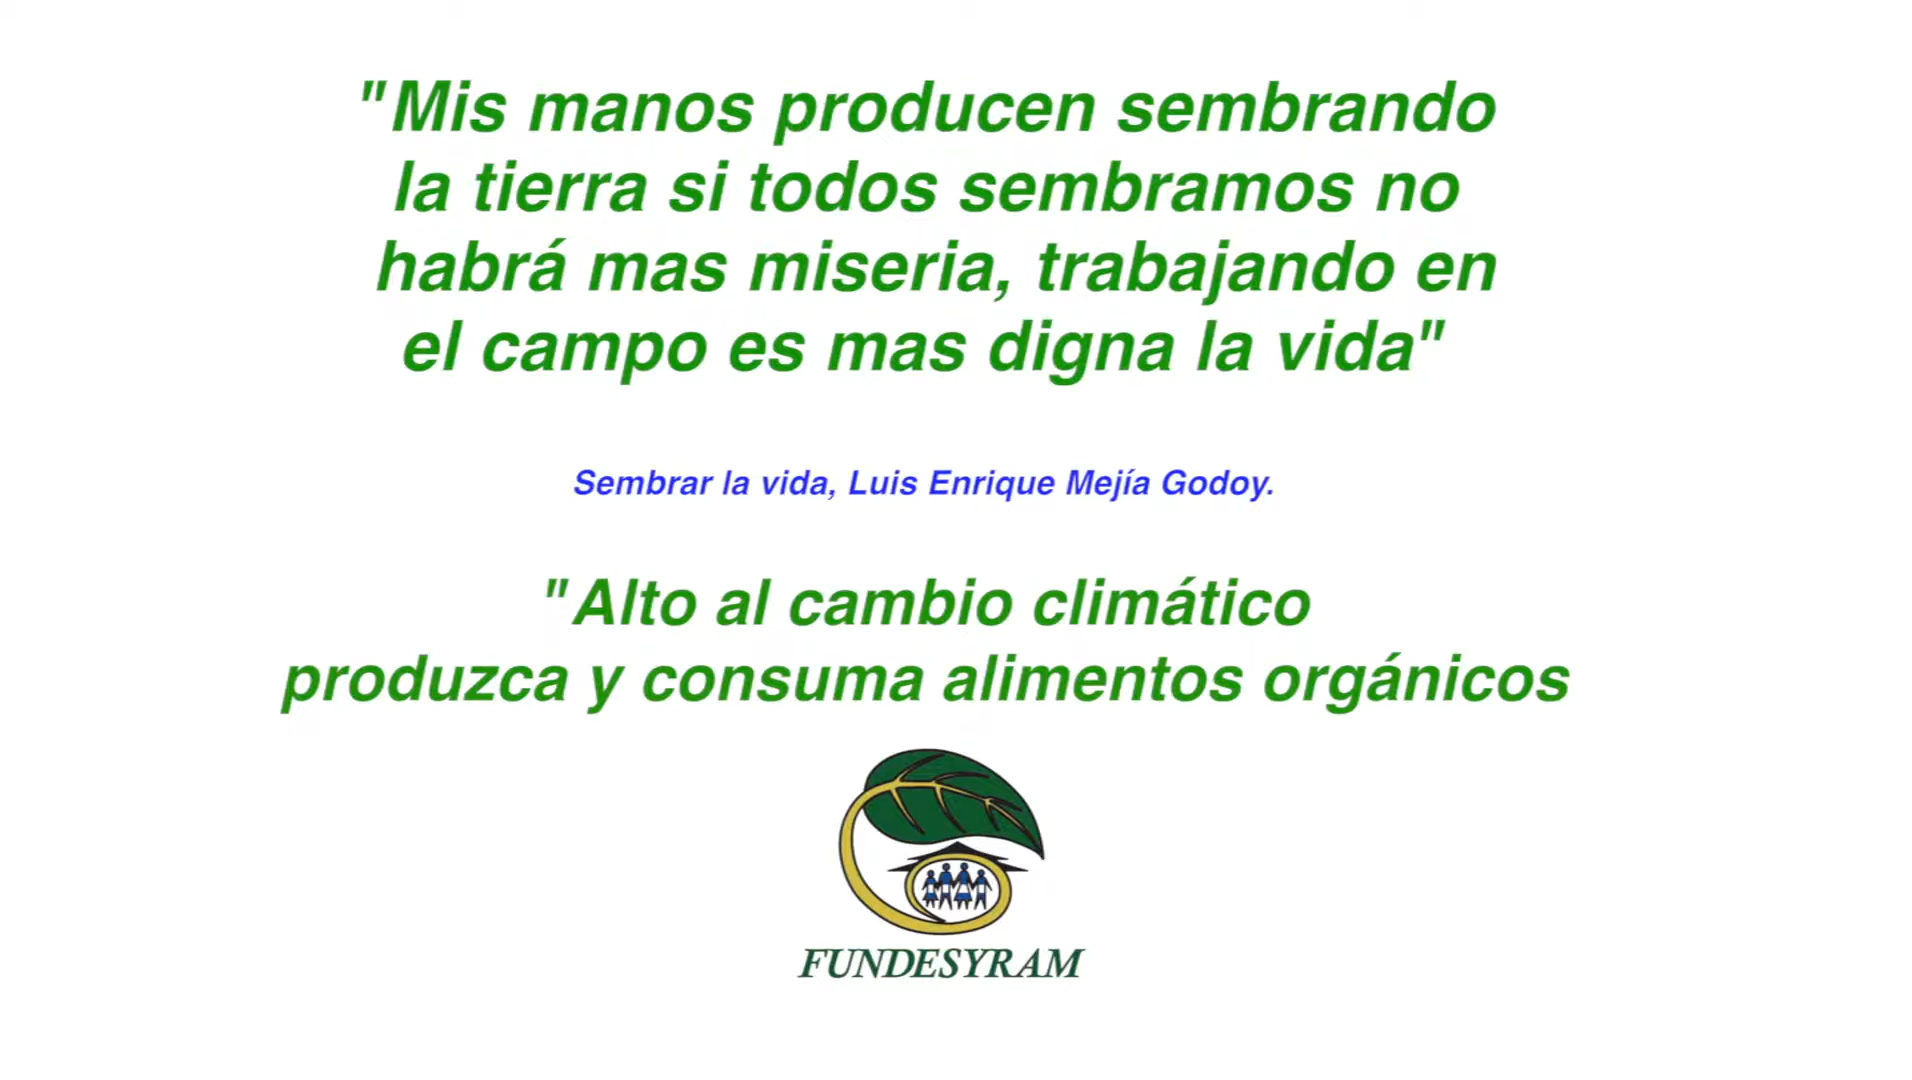 "Mis manos producen sembrando
la tierra si todos sembramos no
habrá mas miseria, trabajando en
el campo es mas digna la vida"
Sembrar la vida, Luis Enrique Mejía Godoy.
"Alto al cambio climático
produzca y consuma alimentos orgánicos
FUNDESYRAM